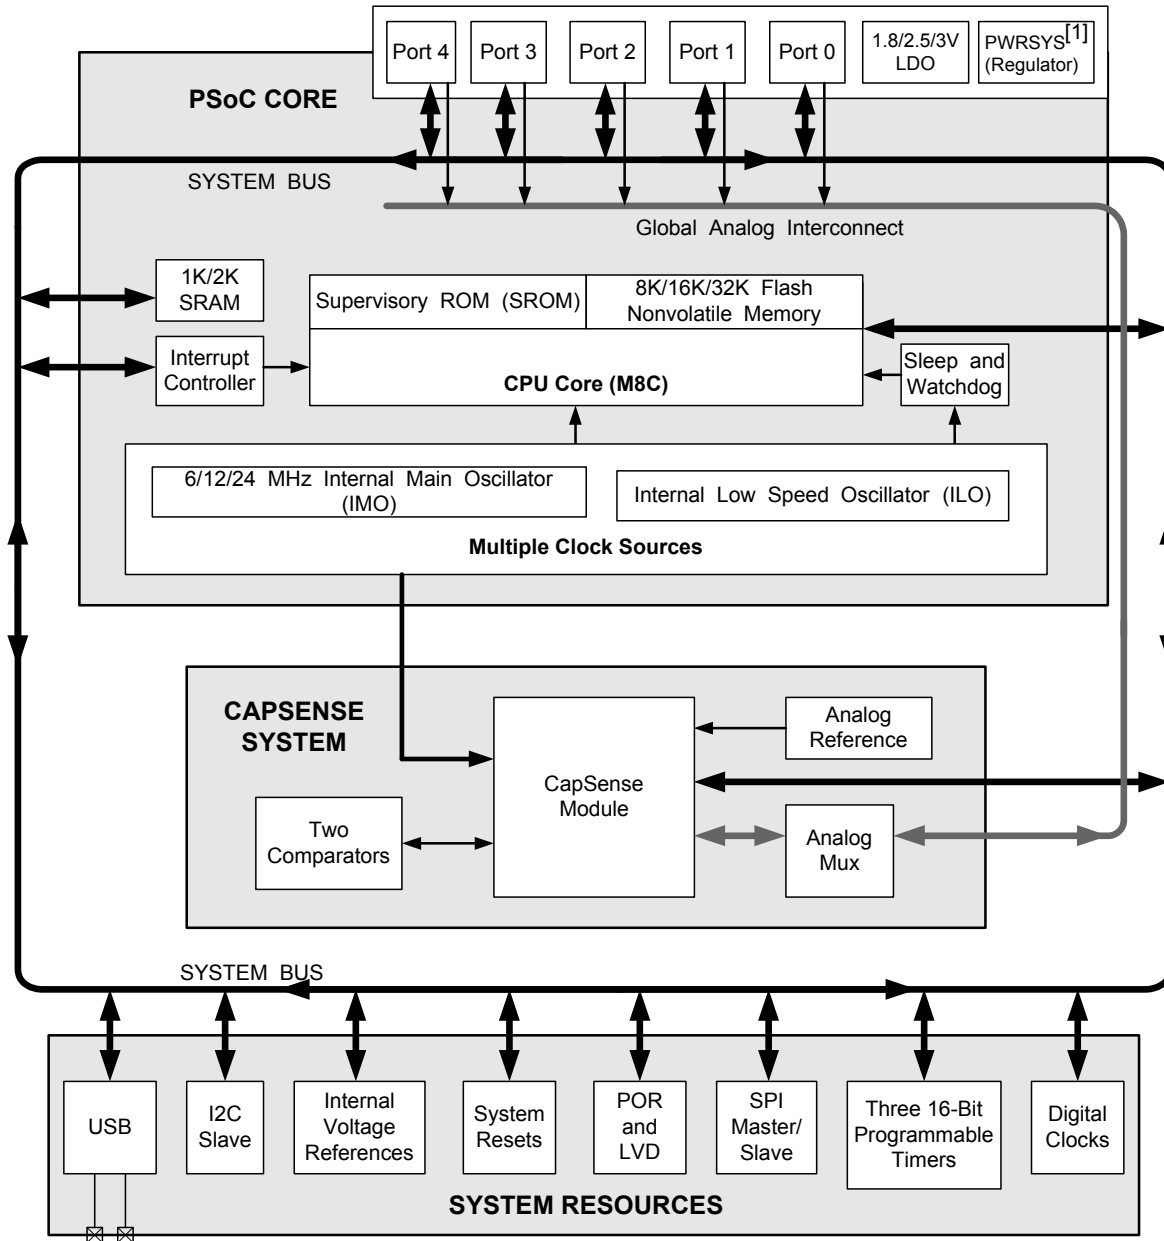 Port 4
Port 3
Port 2
Port 1
Port 0
1.8/2.5/3V
LDO
PWRSYS[1]
(Regulator)
PSoC CORE
SYSTEM BUS
Global Analog Interconnect
1K/2K
SRAM
Supervisory ROM (SROM)
8K/16K/32K Flash
Nonvolatile Memory
Interrupt
Controller
CPU Core (M8C)
Sleep and
Watchdog
6/12/24 MHz Internal Main Oscillator
(IMO)
Internal Low Speed Oscillator (ILO)
Multiple Clock Sources
CAPSENSE
SYSTEM
CapSense
Module
Analog
Reference
Two
Comparators
Analog
Mux
SYSTEM BUS
USB
I2C
Slave
Internal
Voltage
References
System
Resets
POR
and
LVD
SPI
Master/
Slave
Three 16-Bit
Programmable
Timers
Digital
Clocks
SYSTEM RESOURCES